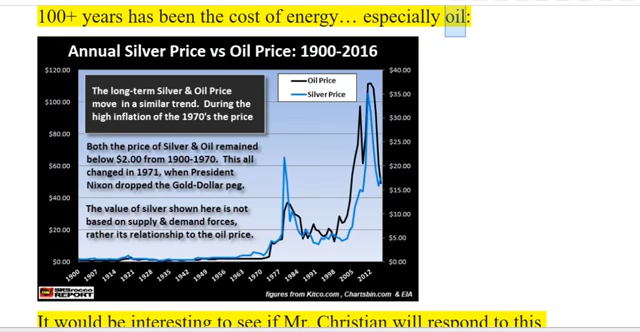 100+ years has been the cost of energy… especially oil:
Annual Silver Price vs Oil Price: 1900-2016
$120.00
$100.00
$80.00
$60.00
$40.00
$20.00
$0.00
The long-term Silver & Oil Price
move in a similar trend. During the
high inflation of the 1970's the price
Both the price of Silver & Oil remained
below $2.00 from 1900-1970. This all
changed in 1971, when President
Nixon dropped the Gold-Dollar peg.
The value of silver shown here is not
based on supply & demand forces,
rather its relationship to the oil price.
Oil Price
Silver Price
$40.00
$35.00
$30.00
$25.00
$20.00
$15.00
$10.00
$5.00
$0.00
1900 1907 1914 1921 1928 1935 1942 1949 1956 1963 1970 1977 1984 1991 1998 2005 2012
SRSrocco
REPORT
figures from Kitco.com , Chartsbin.com & EIA
It would be interesting to see if Mr. Christian will respond to this